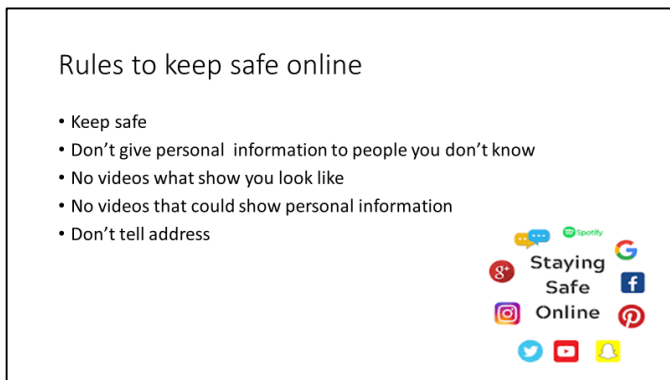 Rules to keep safe online
• Keep safe
• Don’t give personal  information to people you don’t know
• No videos what show you look like
• No videos that could show personal information
• Don’t tell address
Spotify
G
g+
Staying
Safe
Online
f